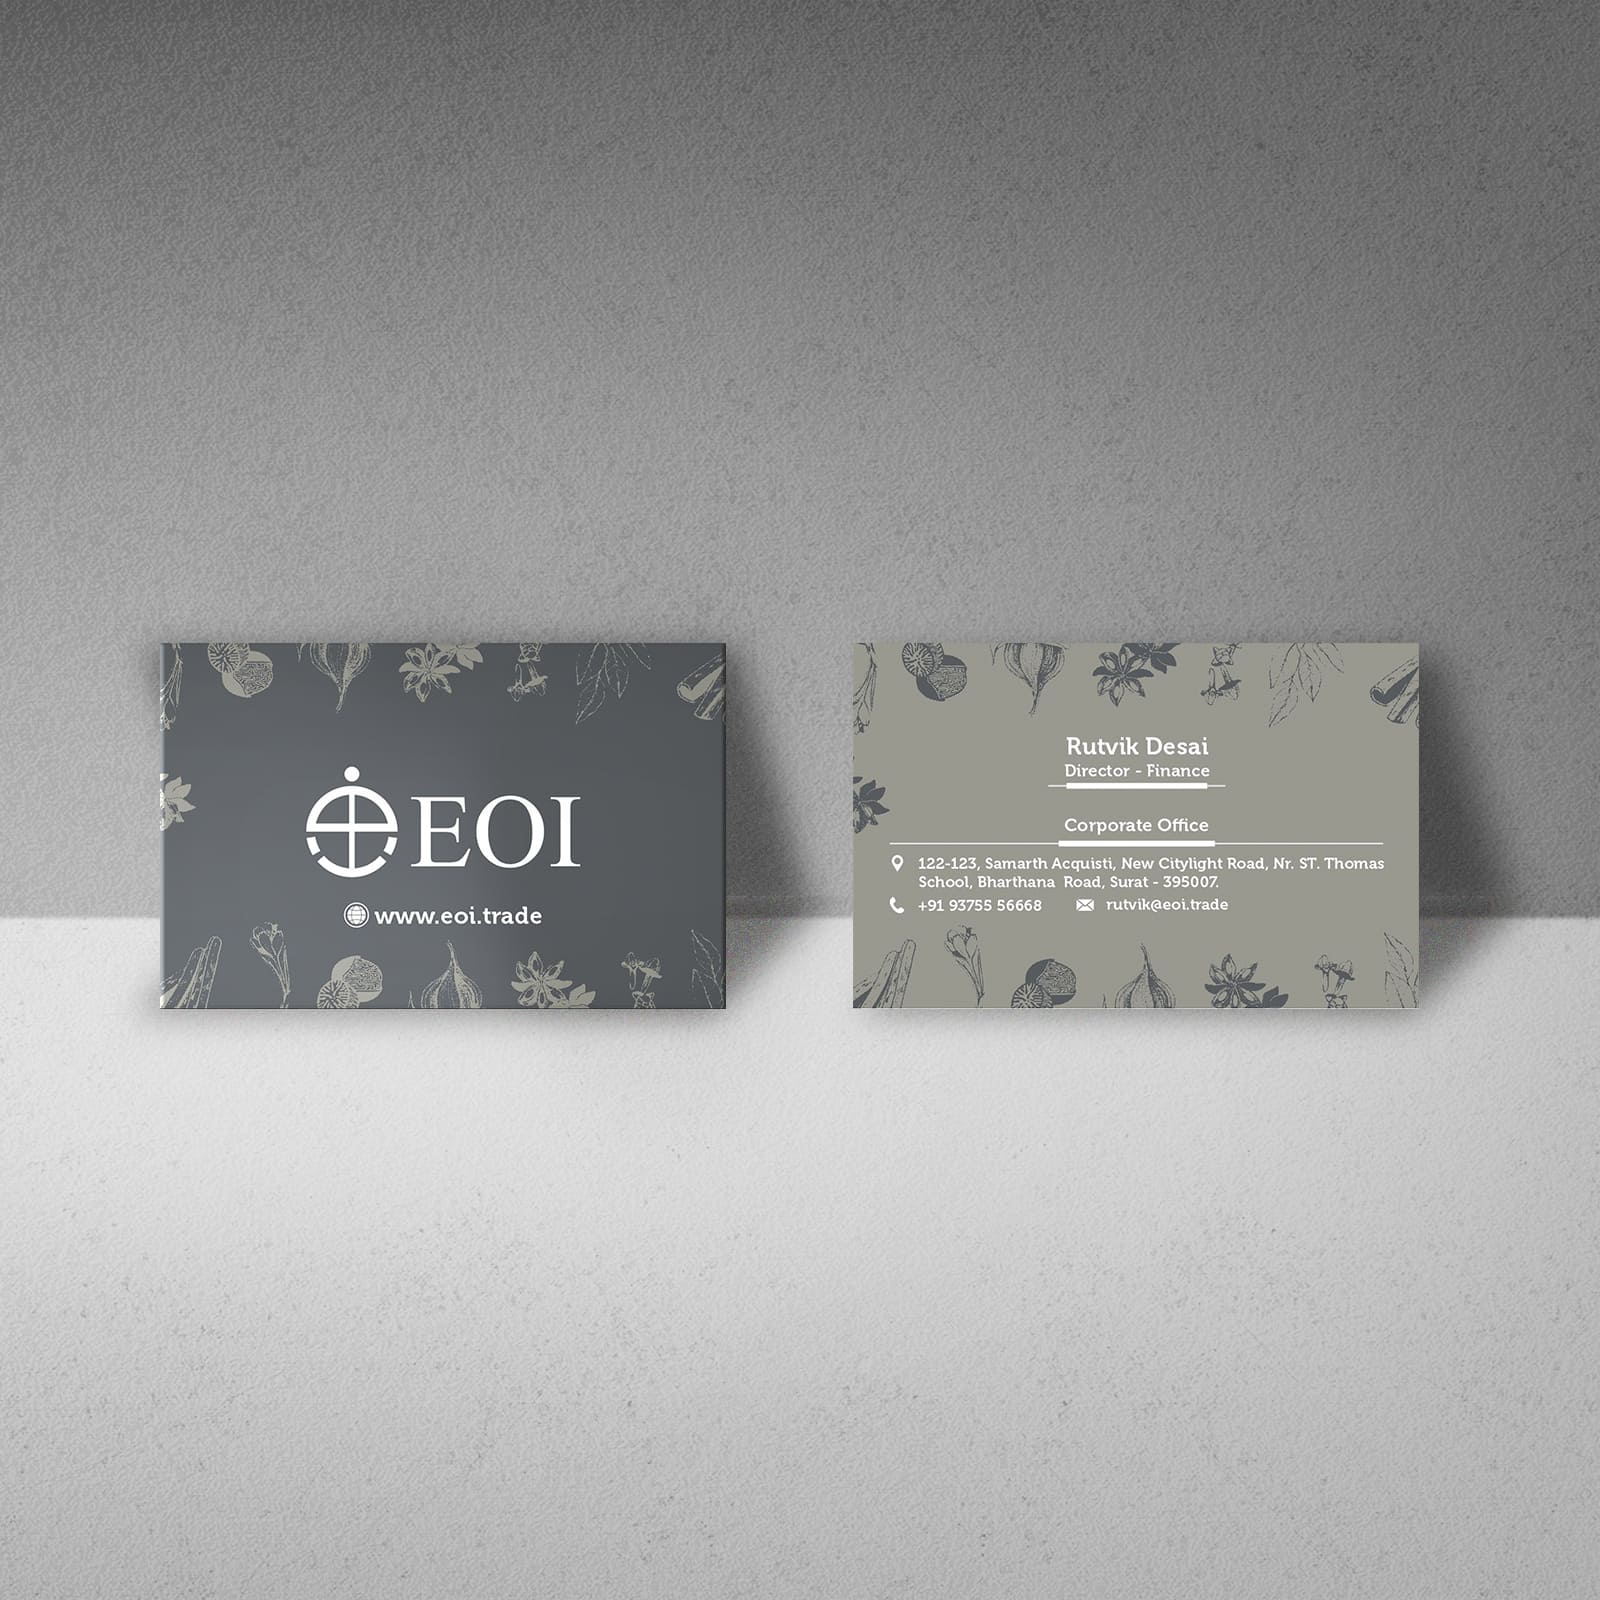 EOI
www.eoi.trade
Rutvik Desai
Director - Finance
Corporate Office
122-123, Samarth Acquisti, New Citylight Road, Nr. ST. Thomas
School, Bharthana Road, Surat - 395007.
+91 93755 56668 rutvik@eoi.trade